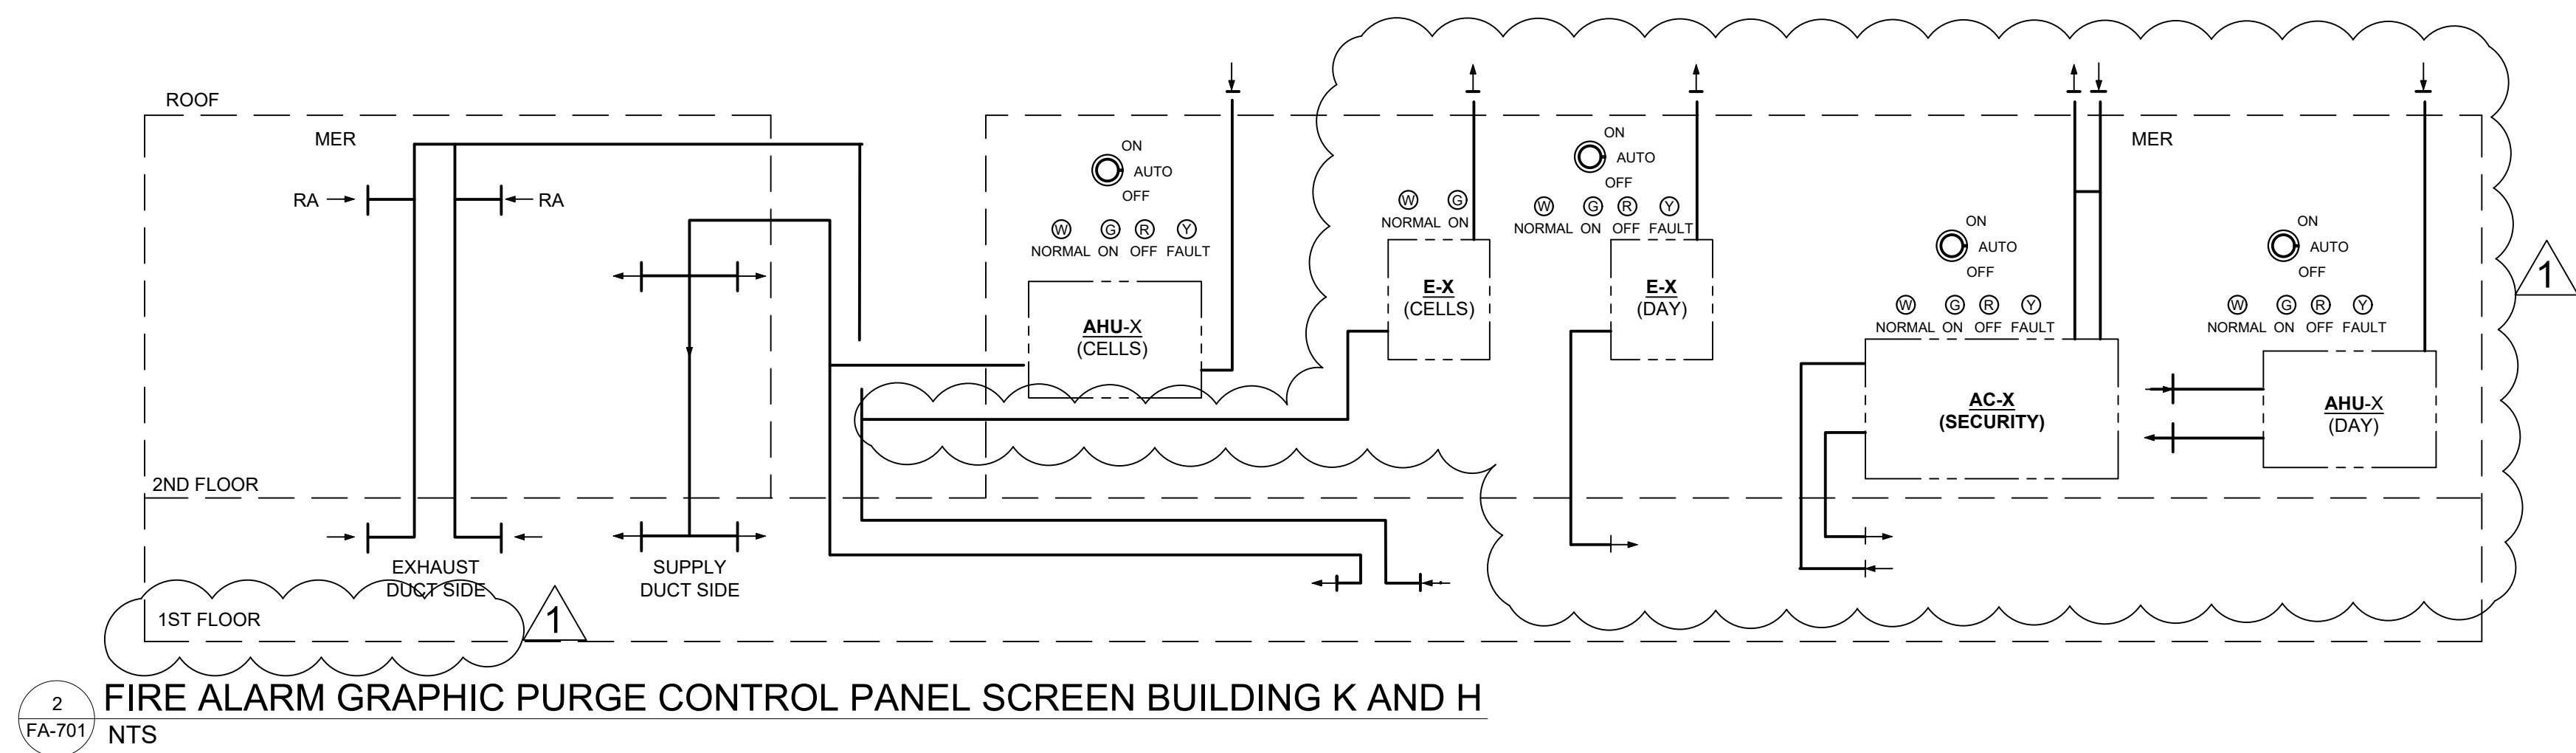 ROOF
MER
RA
RA
2ND FLOOR
EXHAUST
DUCT SIDE
SUPPLY
DUCT SIDE
1ST FLOOR
1
ON
AUTO
OFF
W G R Y
NORMAL ON OFF FAULT
AHU-X
(CELLS)
W G
NORMAL ON
E-X
(CELLS)
ON
AUTO
OFF
W G R Y
NORMAL ON OFF FAULT
E-X
(DAY)
ON
AUTO
OFF
W G R Y
NORMAL ON OFF FAULT
AC-X
(SECURITY)
MER
ON
AUTO
OFF
W G R Y
NORMAL ON OFF FAULT
AHU-X
(DAY)
1
2
FA-701
FIRE ALARM GRAPHIC PURGE CONTROL PANEL SCREEN BUILDING K AND H
NTS